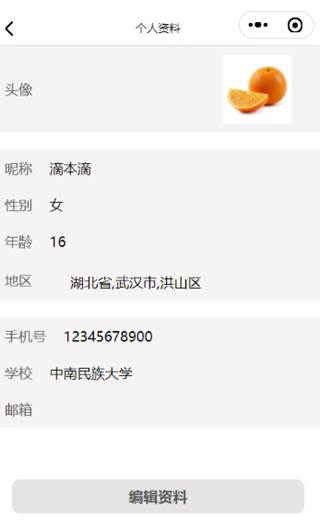 个人资料
头像
昵称 滴本滴
性别 女
年龄 16
地区 湖北省,武汉市,洪山区
手机号 12345678900
学校 中南民族大学
邮箱
编辑资料